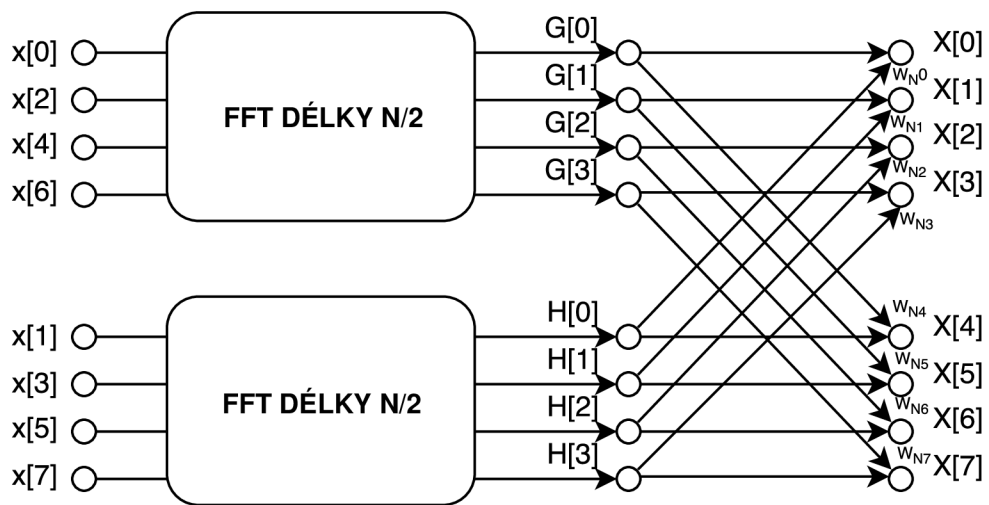 x[0]
x[2]
x[4]
x[6]
FFT DÉLKY N/2
G[0]
G[1]
G[2]
G[3]
X[0]
wN0
X[1]
wN1
X[2]
wN2
X[3]
wN3
x[1]
x[3]
x[5]
x[7]
FFT DÉLKY N/2
H[0]
H[1]
H[2]
H[3]
wN4
X[4]
wN5
X[5]
wN6
X[6]
wN7
X[7]